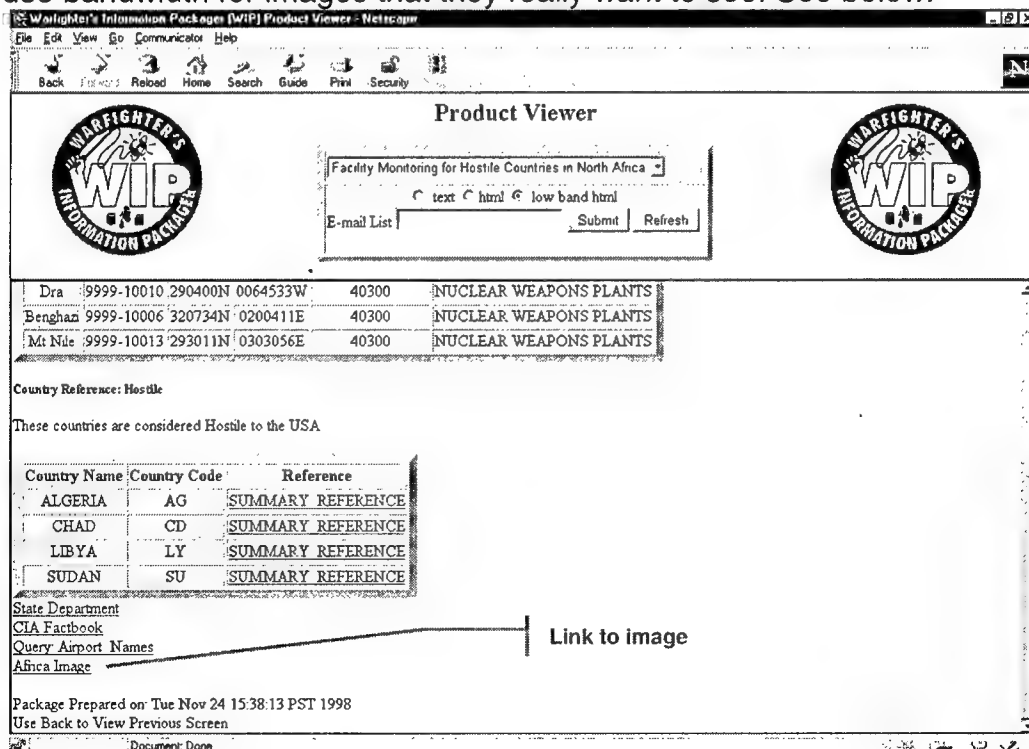 use bandwidth for images that they really want to see. See below.
Warfighter's Information Packager [WIP] Product Viewer - Netscape
File Edit View Go Communicator Help
Back Forward Reload Home Search Guide Print Security
N
Product Viewer
WARFIGHTER'S WIP INFORMATION PACKAGER
WARFIGHTER'S WIP INFORMATION PACKAGER
Facility Monitoring for Hostile Countries in North Africa
text html low band html
E-mail List Submit Refresh
Dra 9999-10010 290400N 0064533W 40300 NUCLEAR WEAPONS PLANTS
Benghazi 9999-10006 320734N 0200411E 40300 NUCLEAR WEAPONS PLANTS
Mt Nile 9999-10013 293011N 0303056E 40300 NUCLEAR WEAPONS PLANTS
Country Reference: Hostile
These countries are considered Hostile to the USA
Country Name Country Code Reference
ALGERIA AG SUMMARY REFERENCE
CHAD CD SUMMARY REFERENCE
LIBYA LY SUMMARY REFERENCE
SUDAN SU SUMMARY REFERENCE
State Department
CIA Factbook
Query Airport Names
Africa Image
Link to image
Package Prepared on: Tue Nov 24 15:38:13 PST 1998
Use Back to View Previous Screen
Document: Done